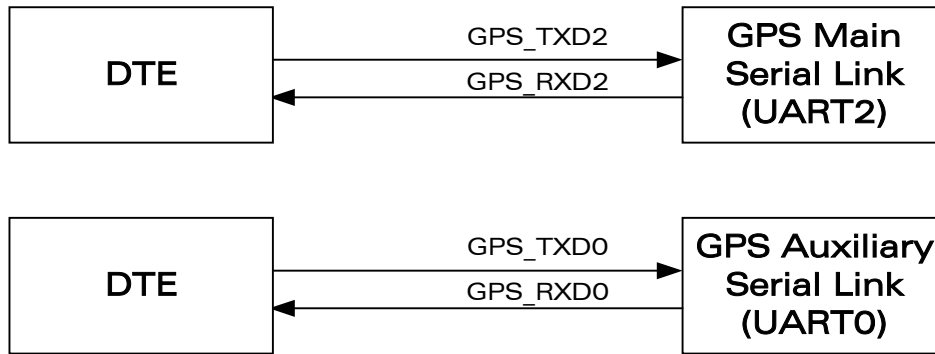 DTE
GPS_TXD2
GPS_RXD2
GPS Main
Serial Link
(UART2)
DTE
GPS_TXD0
GPS_RXD0
GPS Auxiliary
Serial Link
(UART0)